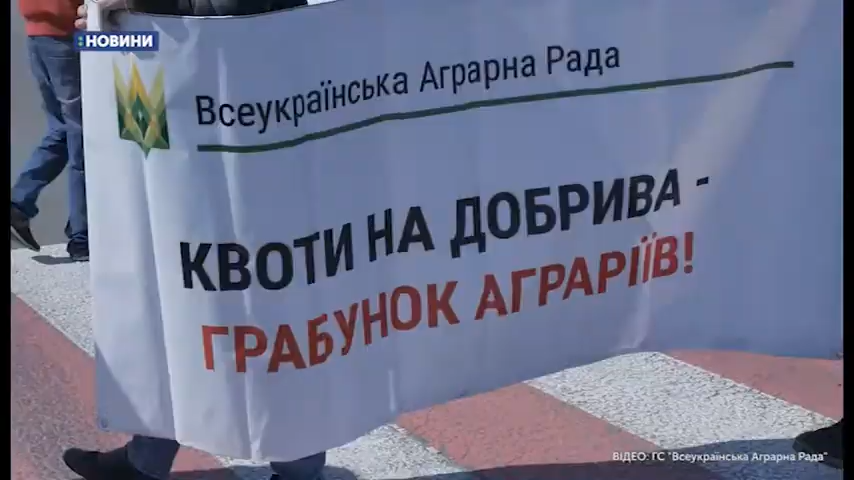 НОВИНИ
Всеукраїнська Аграрна Рада
КВОТИ НА ДОБРИВА -
ГРАБУНОК АГРАРІЇВ!
ВІДЕО: ГС "Всеукраїнська Аграрна Рада"